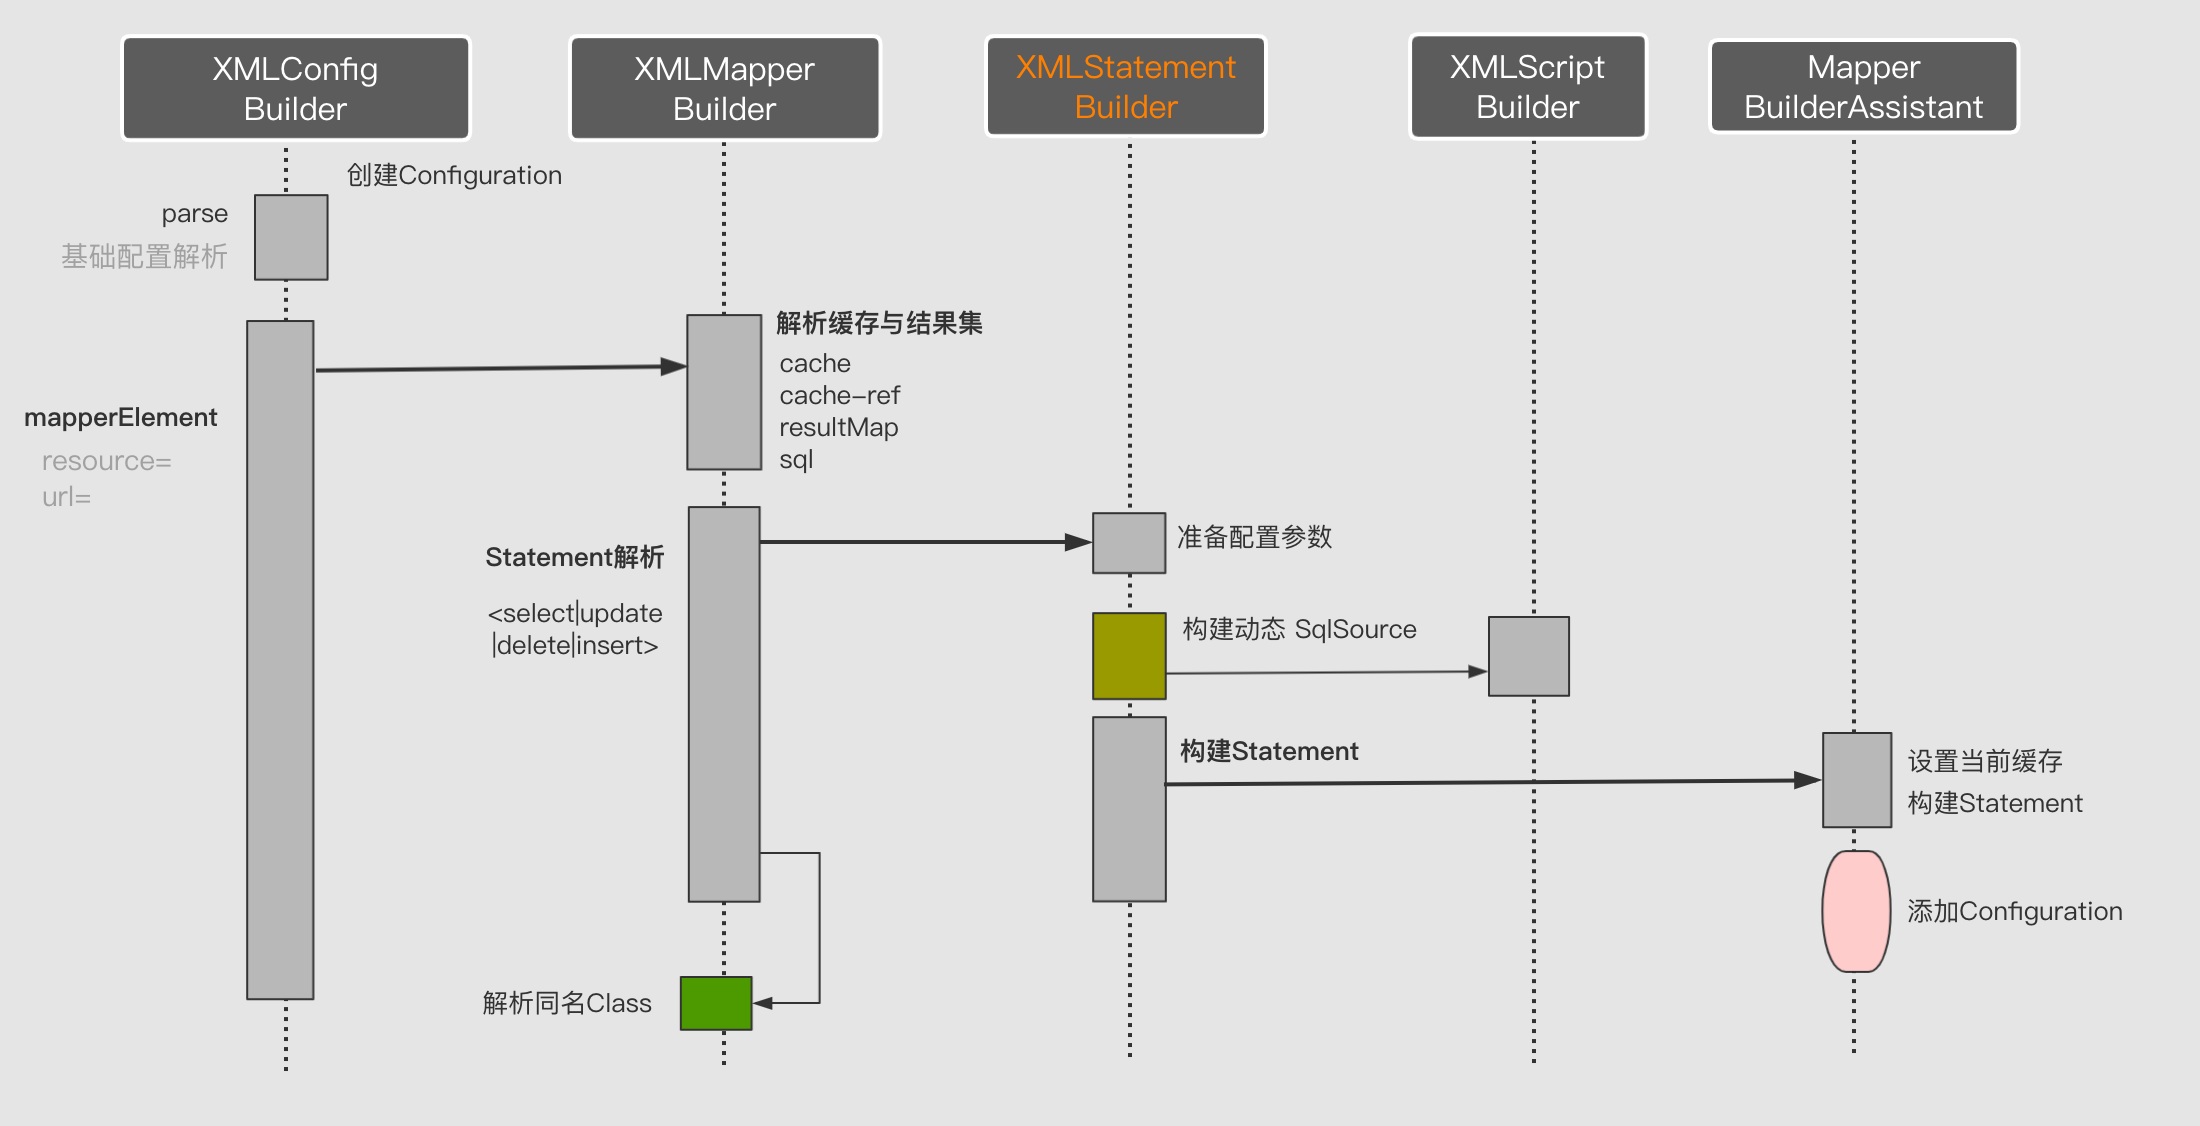 XMLConfig
Builder
XMLMapper
Builder
XMLStatement
Builder
XMLScript
Builder
Mapper
BuilderAssistant
创建Configuration
parse
基础配置解析
解析缓存与结果集
cache
cache-ref
resultMap
sql
mapperElement
resource=
url=
Statement解析
<select|update
|delete|insert>
准备配置参数
构建动态 SqlSource
构建Statement
设置当前缓存
构建Statement
添加Configuration
解析同名Class